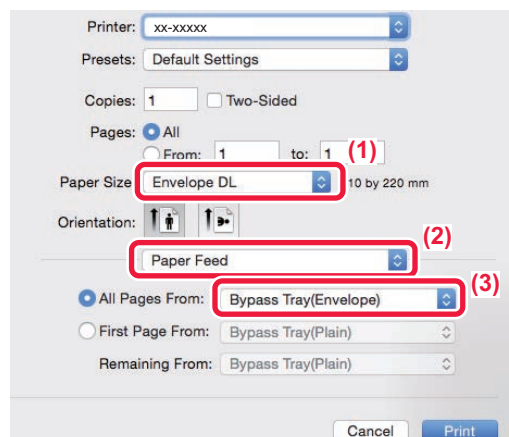 Printer: xx-xxxxx
Presets: Default Settings
Copies: 1 Two-Sided
Pages: All
From: 1 to: 1 (1)
Paper Size Envelope DL 10 by 220 mm
Orientation:
(2)
Paper Feed
(3)
All Pages From: Bypass Tray(Envelope)
First Page From: Bypass Tray(Plain)
Remaining From: Bypass Tray(Plain)
Cancel Print